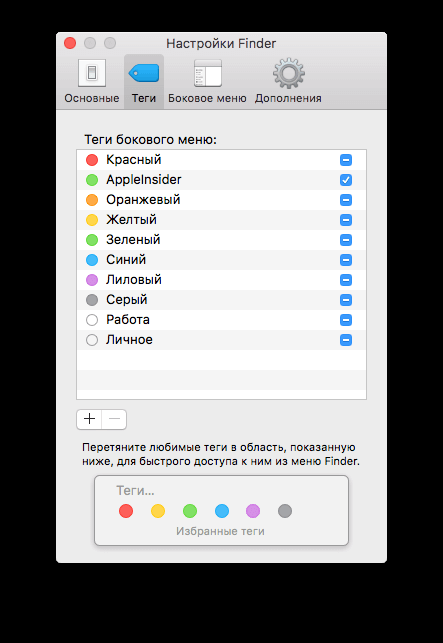 Настройки Finder
Основные Теги Боковое меню Дополнения
Теги бокового меню:
Красный
AppleInsider
Оранжевый
Желтый
Зеленый
Синий
Лиловый
Серый
Работа
Личное
Перетяните любимые теги в область, показанную
ниже, для быстрого доступа к ним из меню Finder.
Теги...
Избранные теги